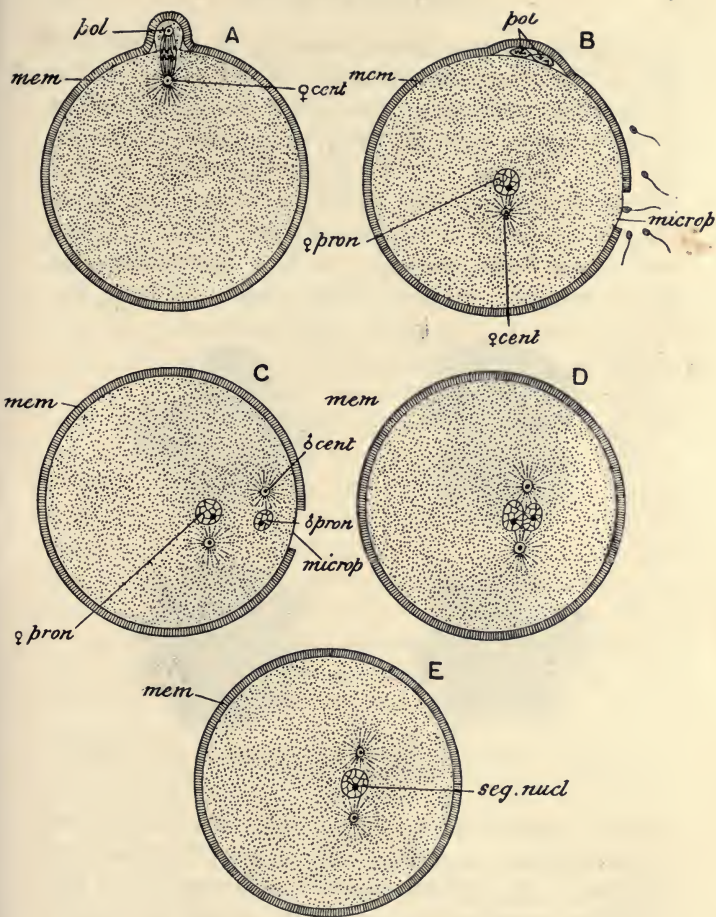 pol
A
mem
♀cent
pol
B
mem
♀pron
microp
♀cent
C
mem
♂cent
♂pron
microp
♀pron
D
mem
E
mem
seg. nucl